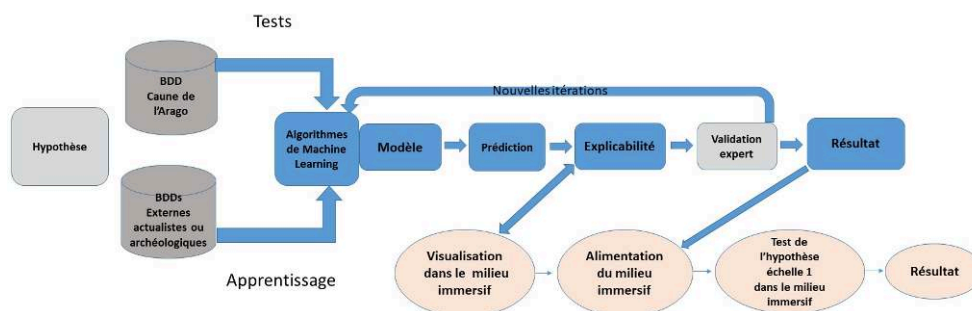 Tests
BDD
Caune de
l'Arago
Hypothèse
BDDs
Externes
actualistes ou
archéologiques
Apprentissage
Algorithmes
de Machine
Learning
Modèle
Prédiction
Nouvelles itérations
Explicabilité
Validation
expert
Résultat
Visualisation
dans le milieu
immersif
Alimentation
du milieu
immersif
Test de
l'hypothèse
échelle 1
dans le milieu
immersif
Résultat